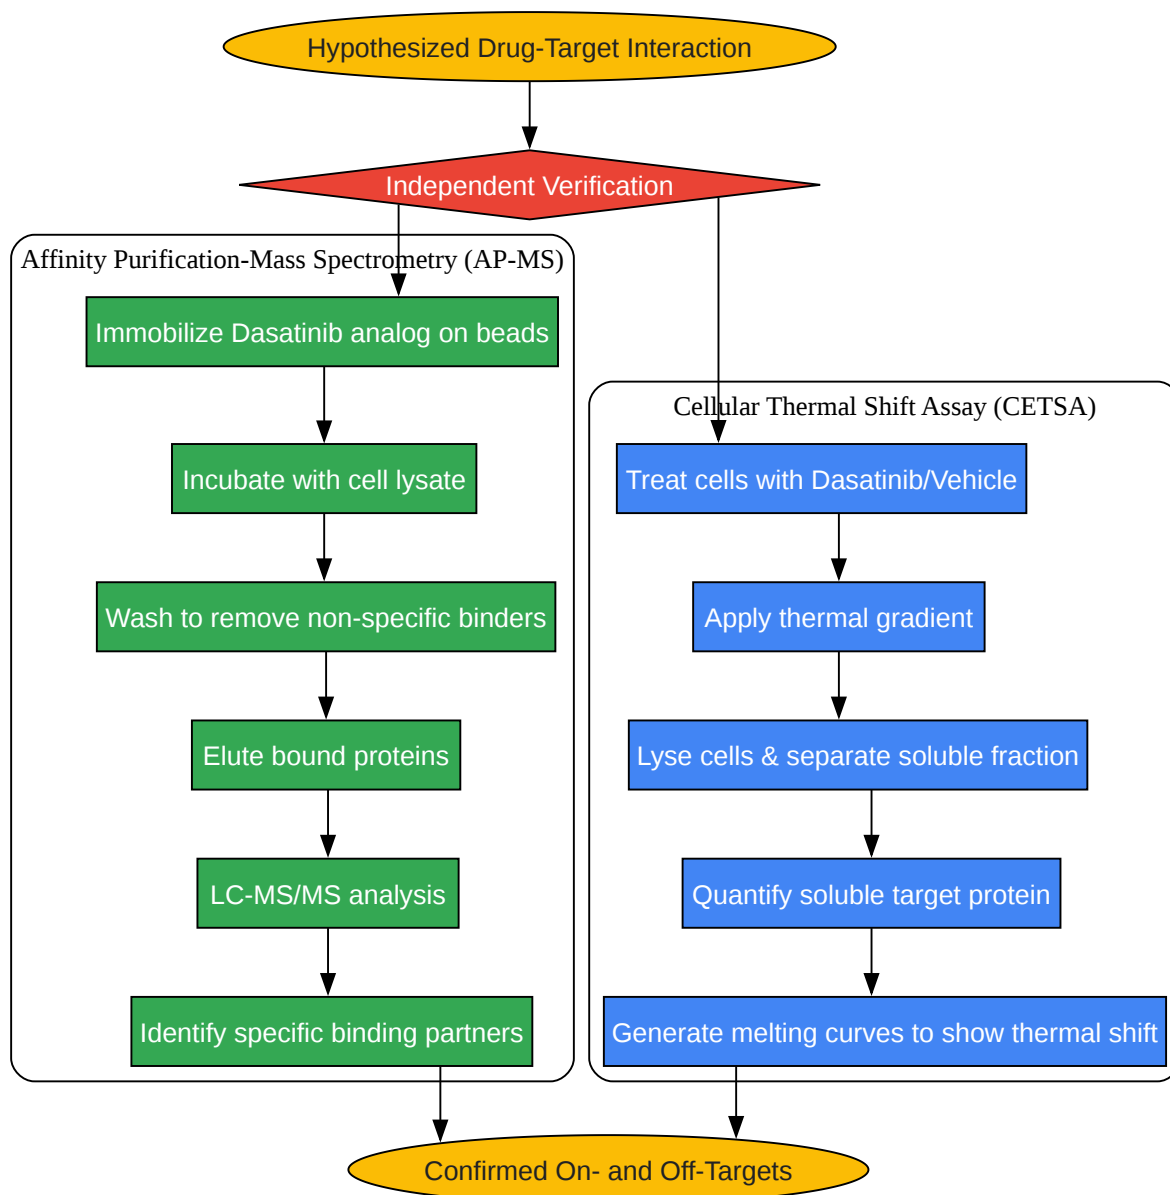 Hypothesized Drug-Target Interaction
Independent Verification
Affinity Purification-Mass Spectrometry (AP-MS)
Immobilize Dasatinib analog on beads
Incubate with cell lysate
Wash to remove non-specific binders
Elute bound proteins
LC-MS/MS analysis
Identify specific binding partners
Cellular Thermal Shift Assay (CETSA)
Treat cells with Dasatinib/Vehicle
Apply thermal gradient
Lyse cells & separate soluble fraction
Quantify soluble target protein
Generate melting curves to show thermal shift
Confirmed On- and Off-Targets